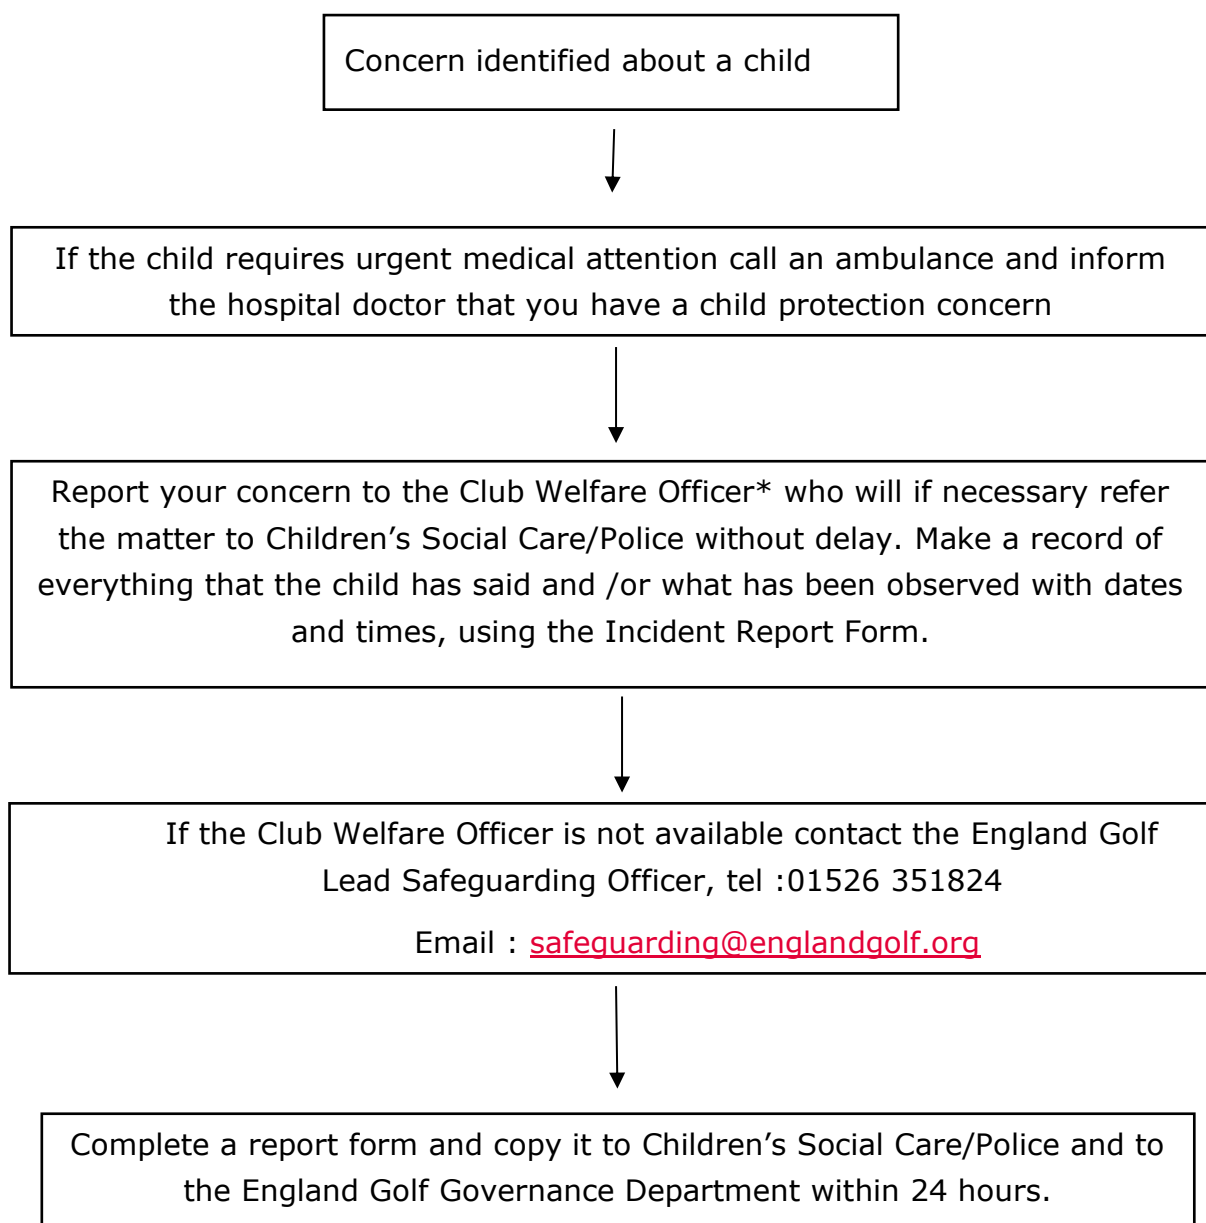 Concern identified about a child
If the child requires urgent medical attention call an ambulance and inform
the hospital doctor that you have a child protection concern
Report your concern to the Club Welfare Officer* who will if necessary refer
the matter to Children’s Social Care/Police without delay. Make a record of
everything that the child has said and /or what has been observed with dates
and times, using the Incident Report Form.
If the Club Welfare Officer is not available contact the England Golf
Lead Safeguarding Officer, tel :01526 351824
Email : safeguarding@englandgolf.org
Complete a report form and copy it to Children’s Social Care/Police and to
the England Golf Governance Department within 24 hours.